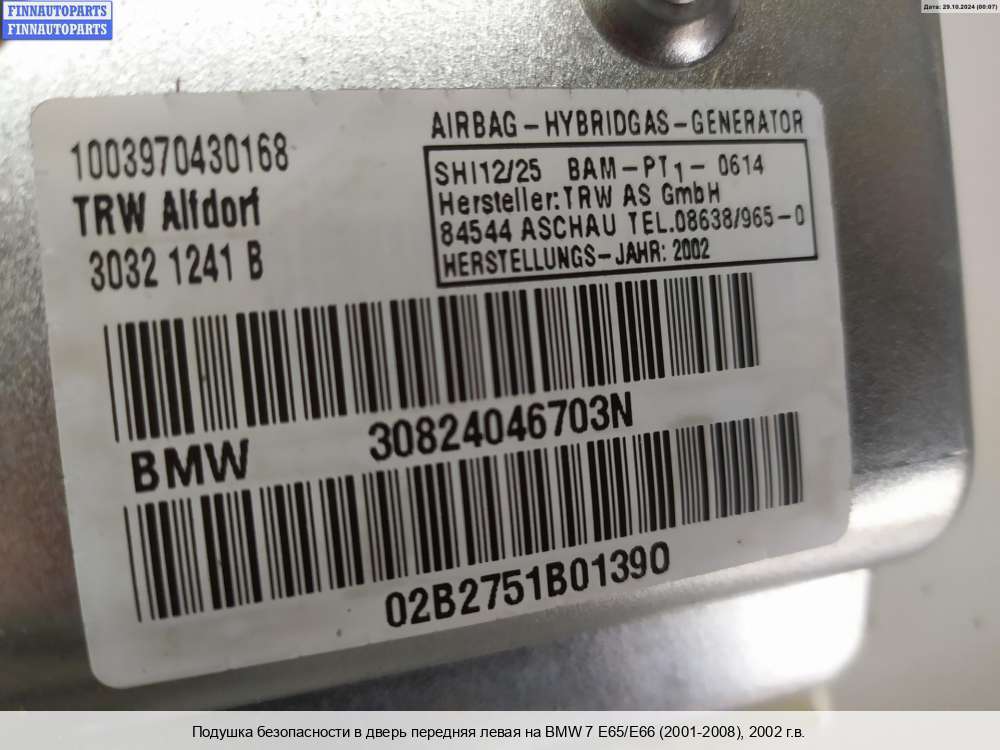 FINNAUTOPARTS
FINNAUTOPARTS
Дата: 29.10.2024 (00:07)
1003970430168
TRW Alfdorf
3032 1241 B
AIRBAG-HYBRIDGAS-GENERATOR
SHI12/25 BAM-PT1-0614
Hersteller:TRW AS GmbH
84544 ASCHAU TEL.08638/965-0
HERSTELLUNGS-JAHR: 2002
BMW 30824046703N
02B2751B01390
Подушка безопасности в дверь передняя левая на BMW 7 E65/E66 (2001-2008), 2002 г.в.